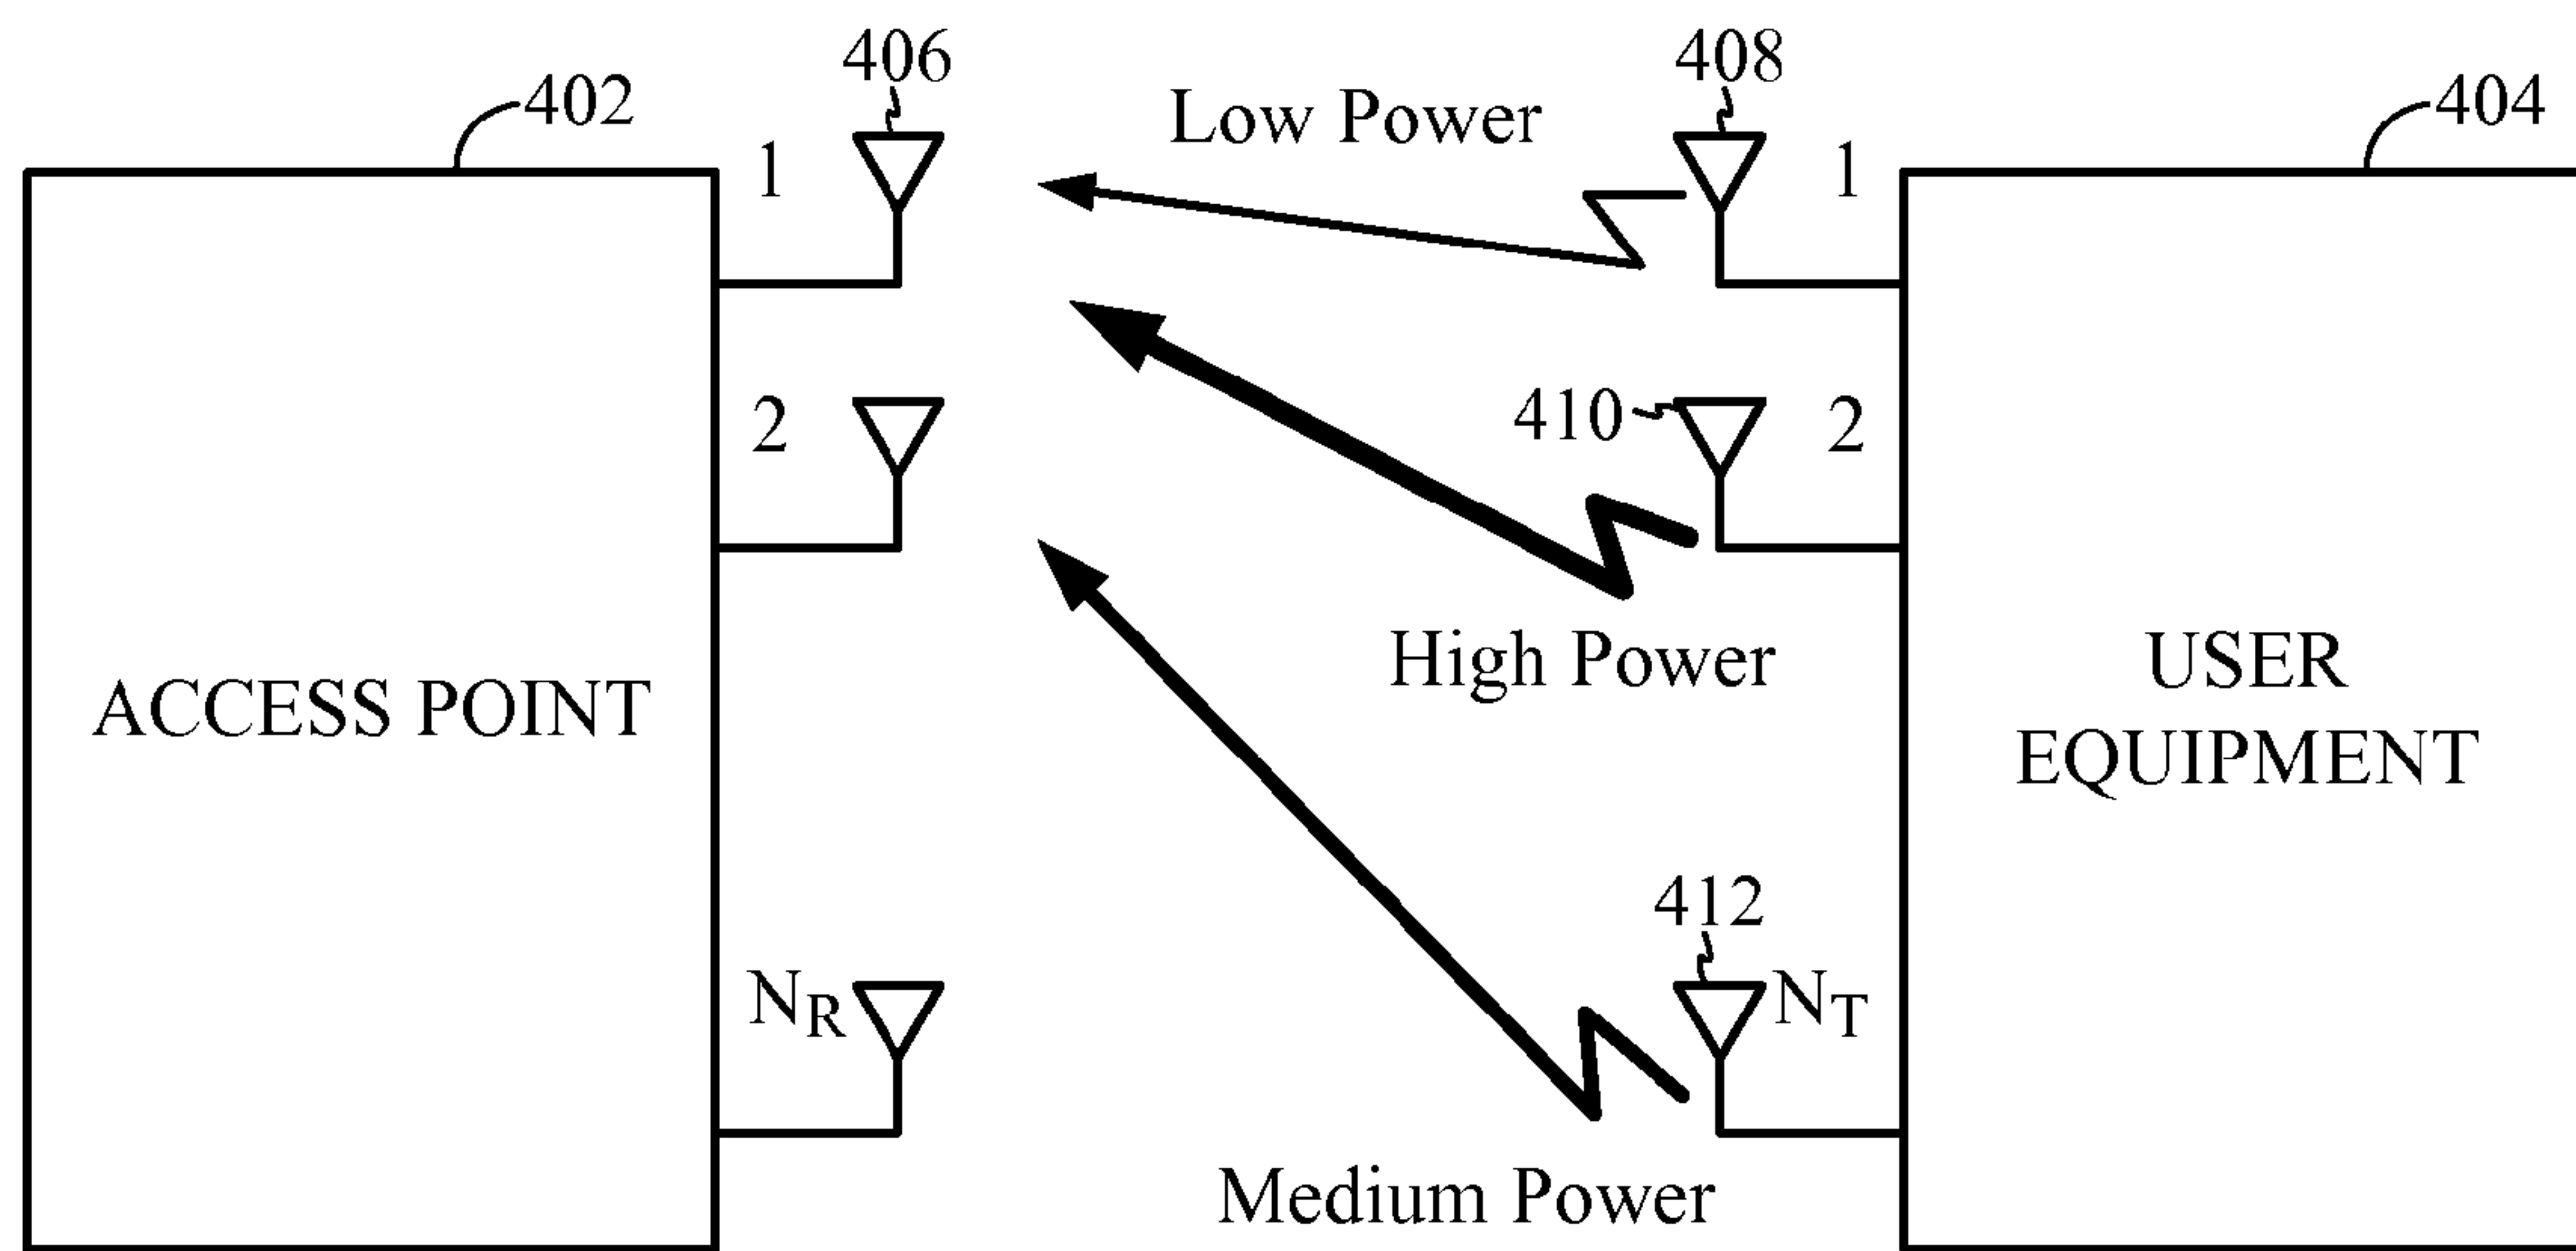 406
408
402
Low Power
404
1
1
410
2
2
High Power
ACCESS POINT
USER
EQUIPMENT
412
NR
NT
Medium Power